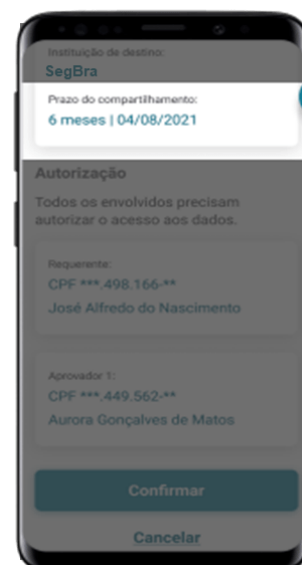 Instituição de destino:
SegBra
Prazo do compartilhamento:
6 meses | 04/08/2021
Autorização
Todos os envolvidos precisam
autorizar o acesso aos dados.
Requerente:
CPF ***.498.166-**
José Alfredo do Nascimento
Aprovador 1:
CPF ***.449.562-**
Aurora Gonçalves de Matos
Confirmar
Cancelar